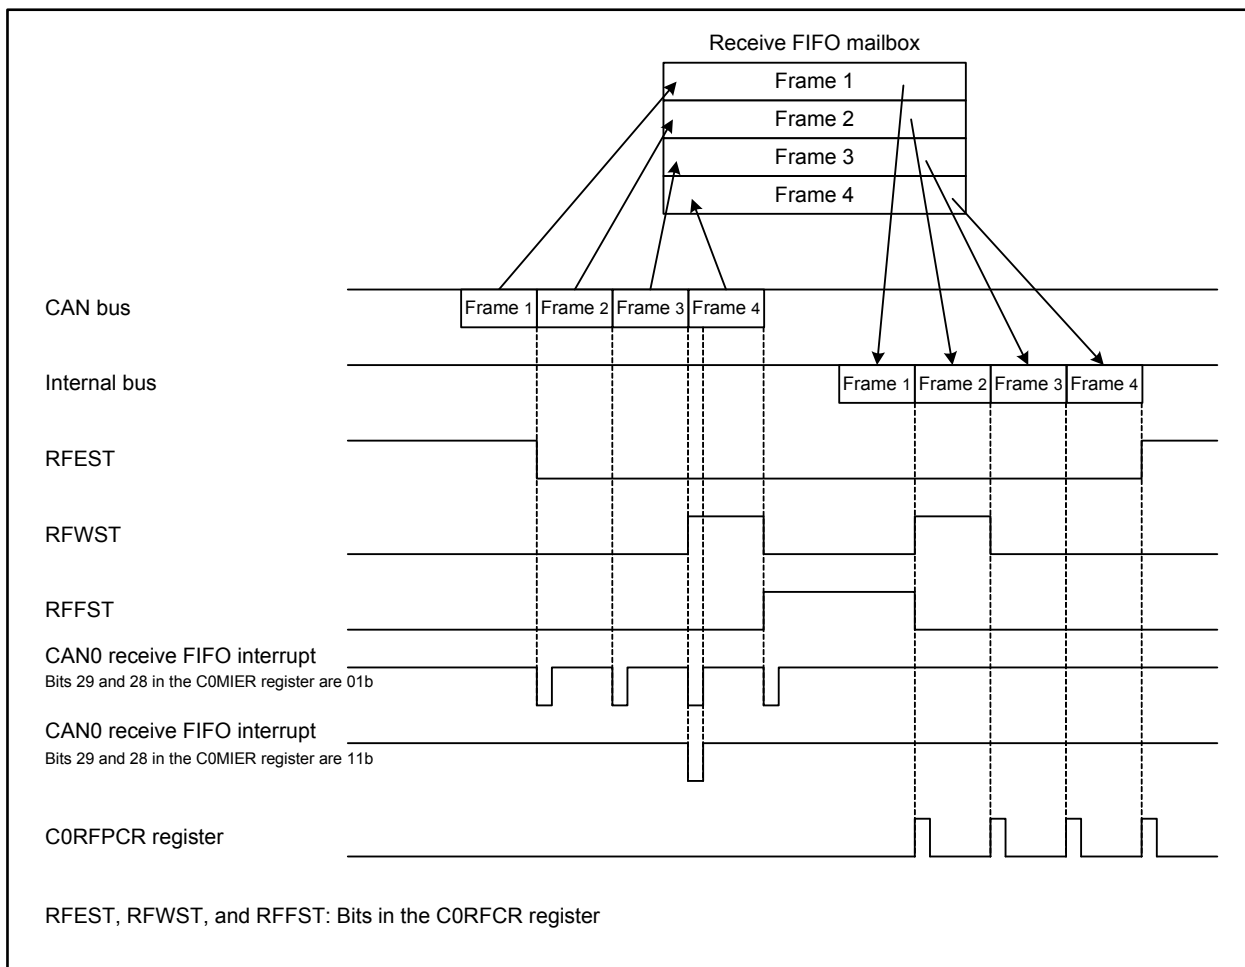 Receive FIFO mailbox
Frame 1
Frame 2
Frame 3
Frame 4
CAN bus
Frame 1 Frame 2 Frame 3 Frame 4
Internal bus
Frame 1 Frame 2 Frame 3 Frame 4
RFEST
RFWST
RFFST
CAN0 receive FIFO interrupt
Bits 29 and 28 in the C0MIER register are 01b
CAN0 receive FIFO interrupt
Bits 29 and 28 in the C0MIER register are 11b
C0RFPCR register
RFEST, RFWST, and RFFST: Bits in the C0RFCR register